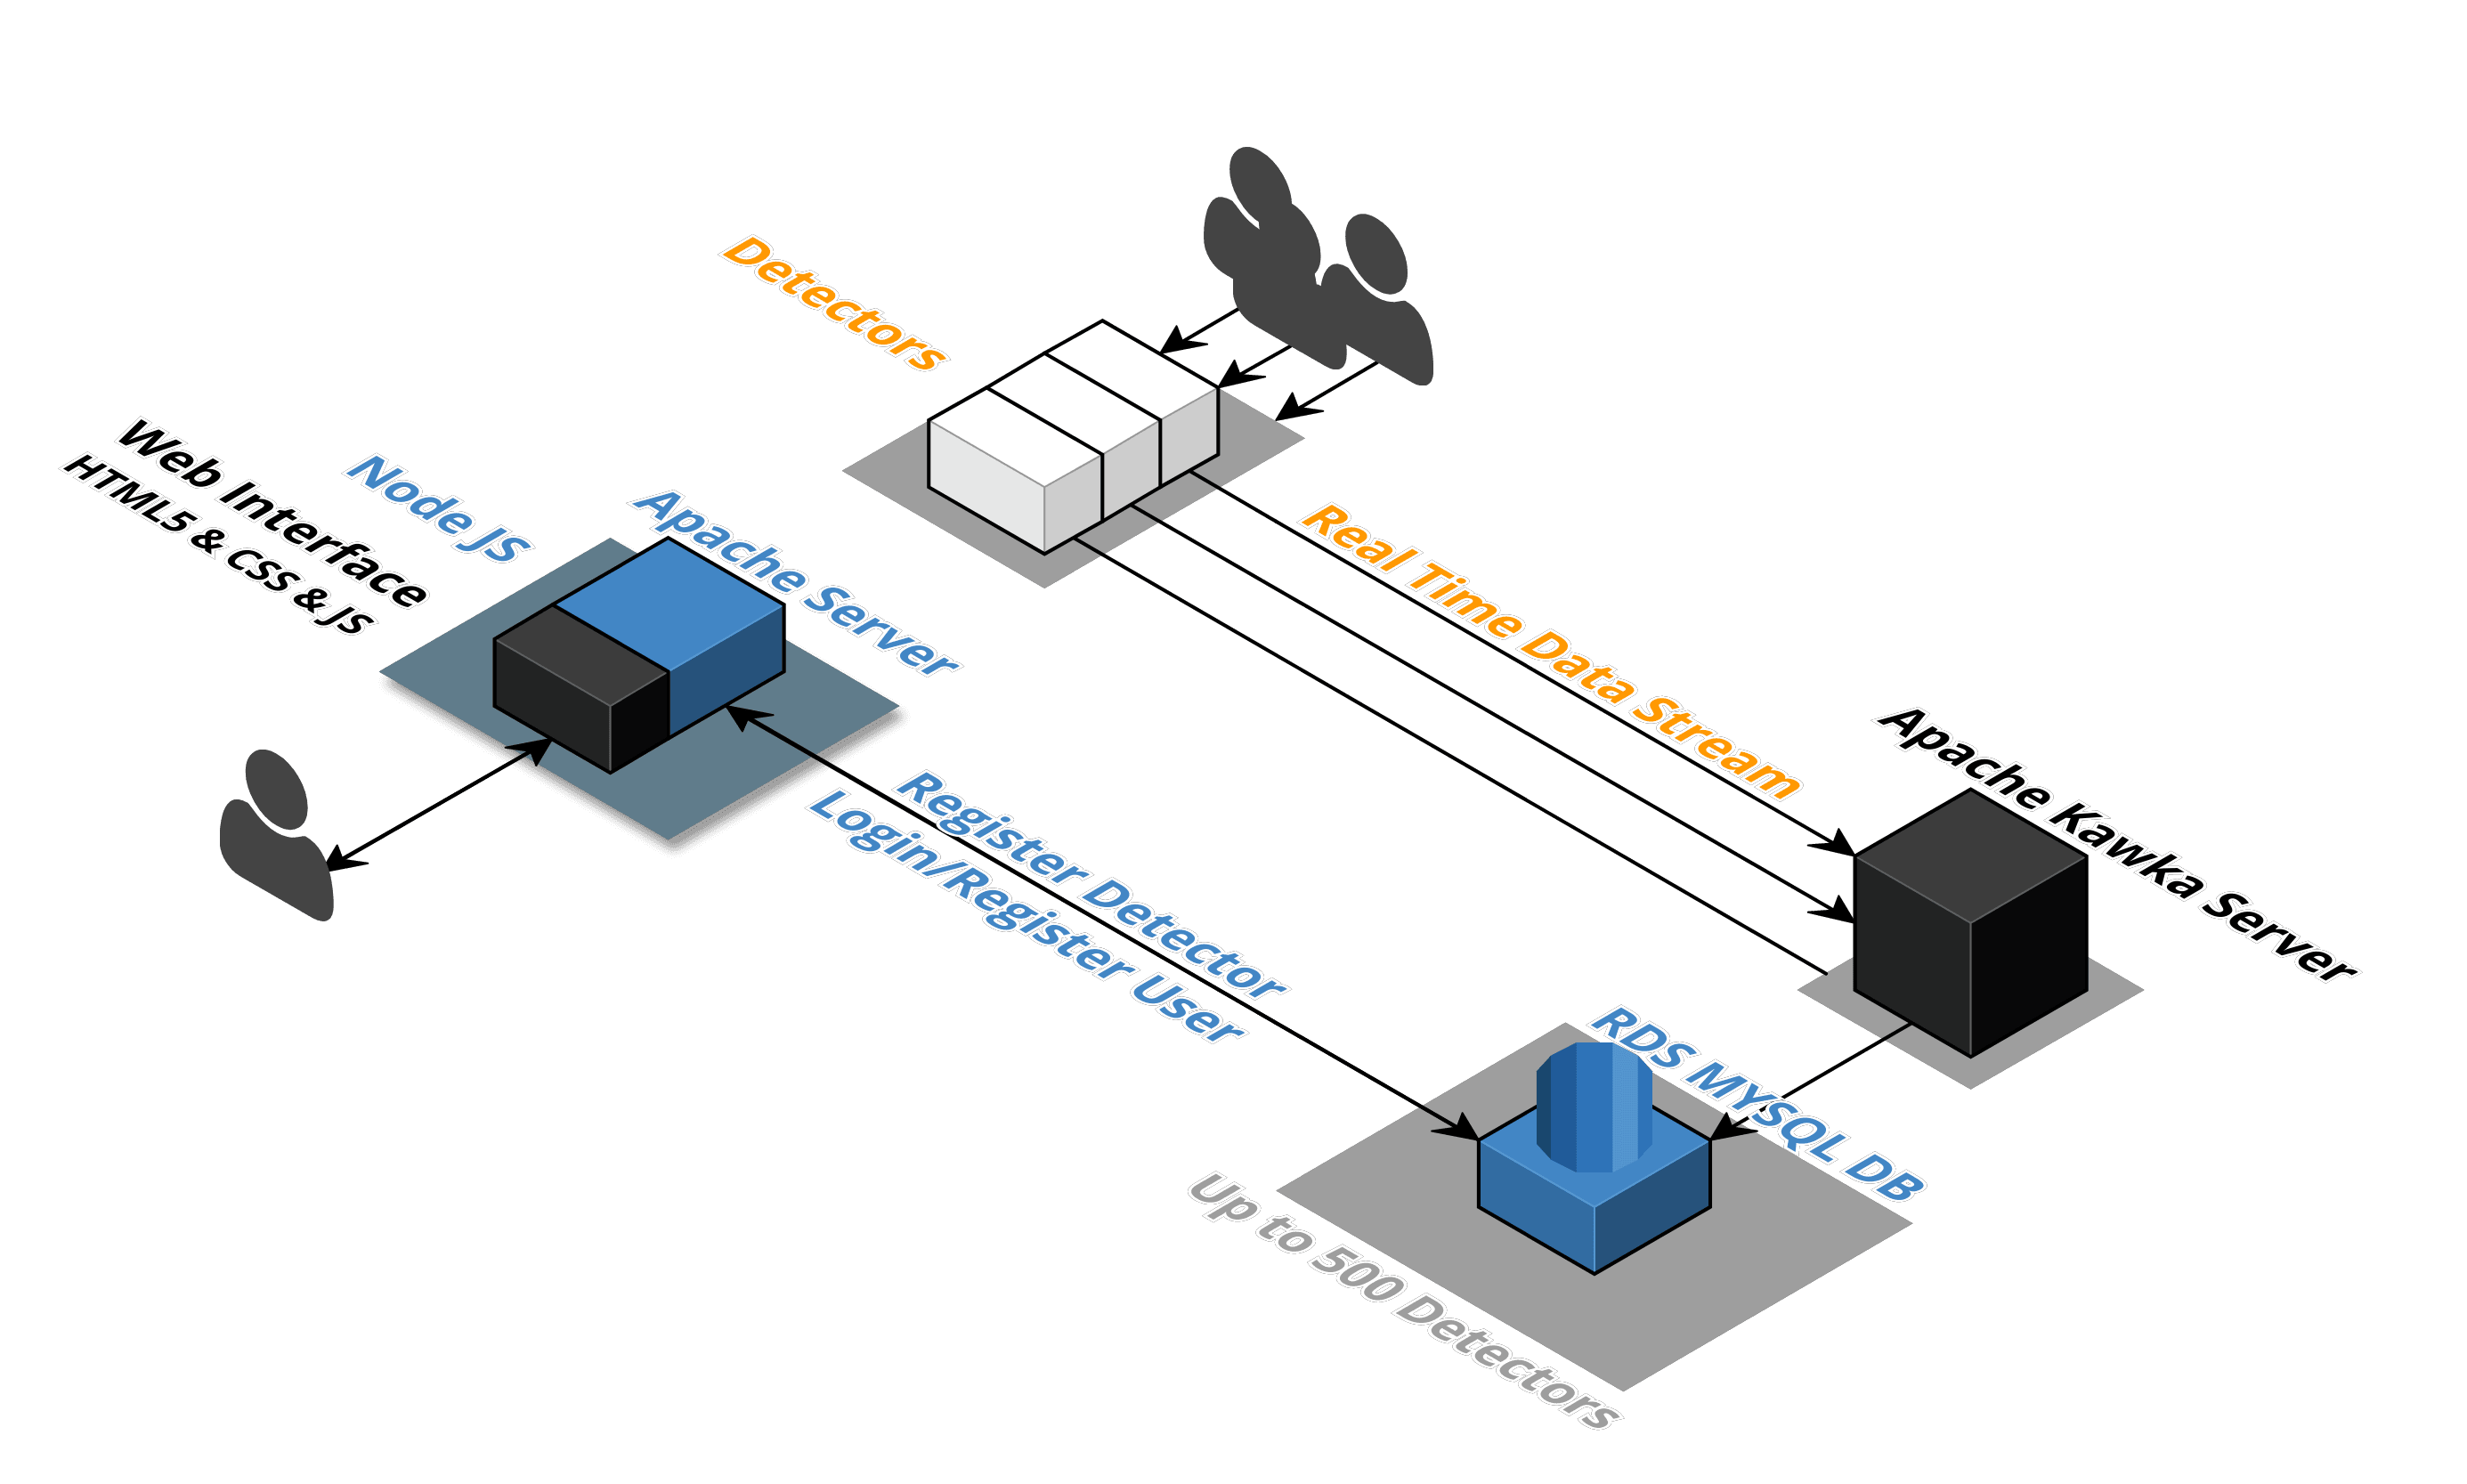 Detectors
Web Interface
HTML5 & Css & Js
Node JS
Apache Server
Real Time Data Stream
Apache Kawka Server
Register Detector
Login/Register User
RDS MYSQL DB
Up to 500 Detectors